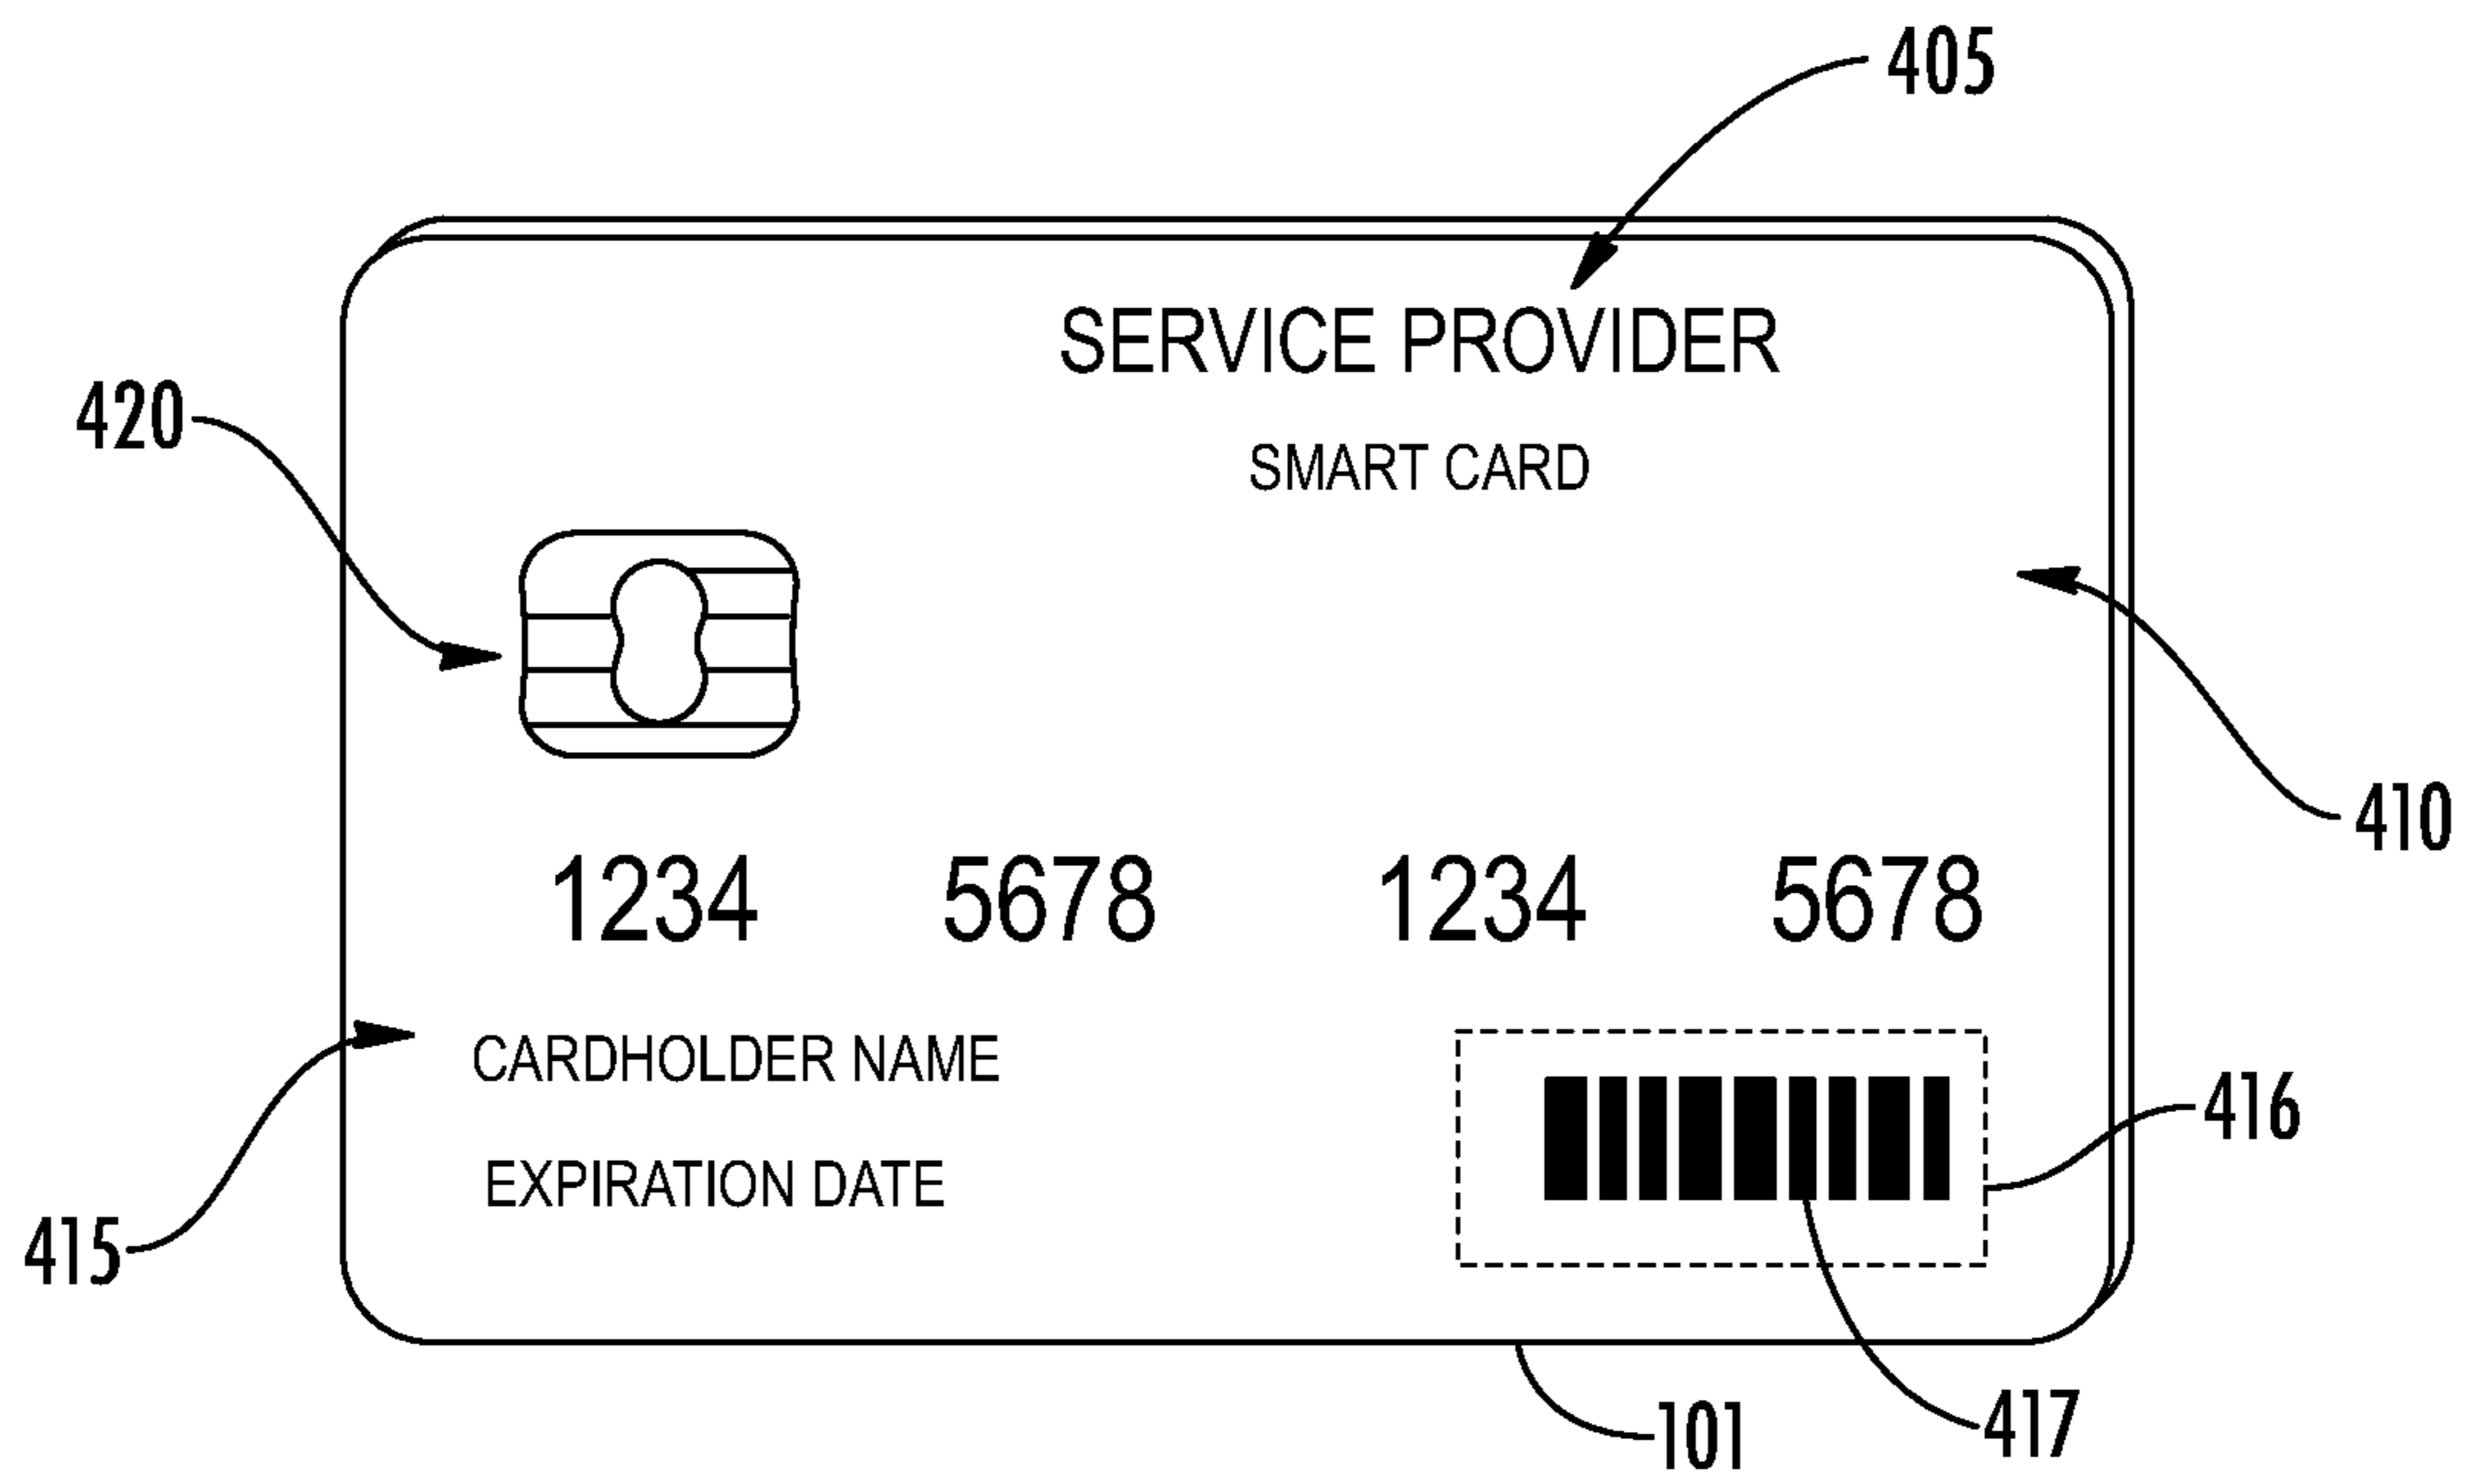 405
SERVICE PROVIDER
420
SMART CARD
410
1234 5678 1234 5678
CARDHOLDER NAME
416
EXPIRATION DATE
415
101
417